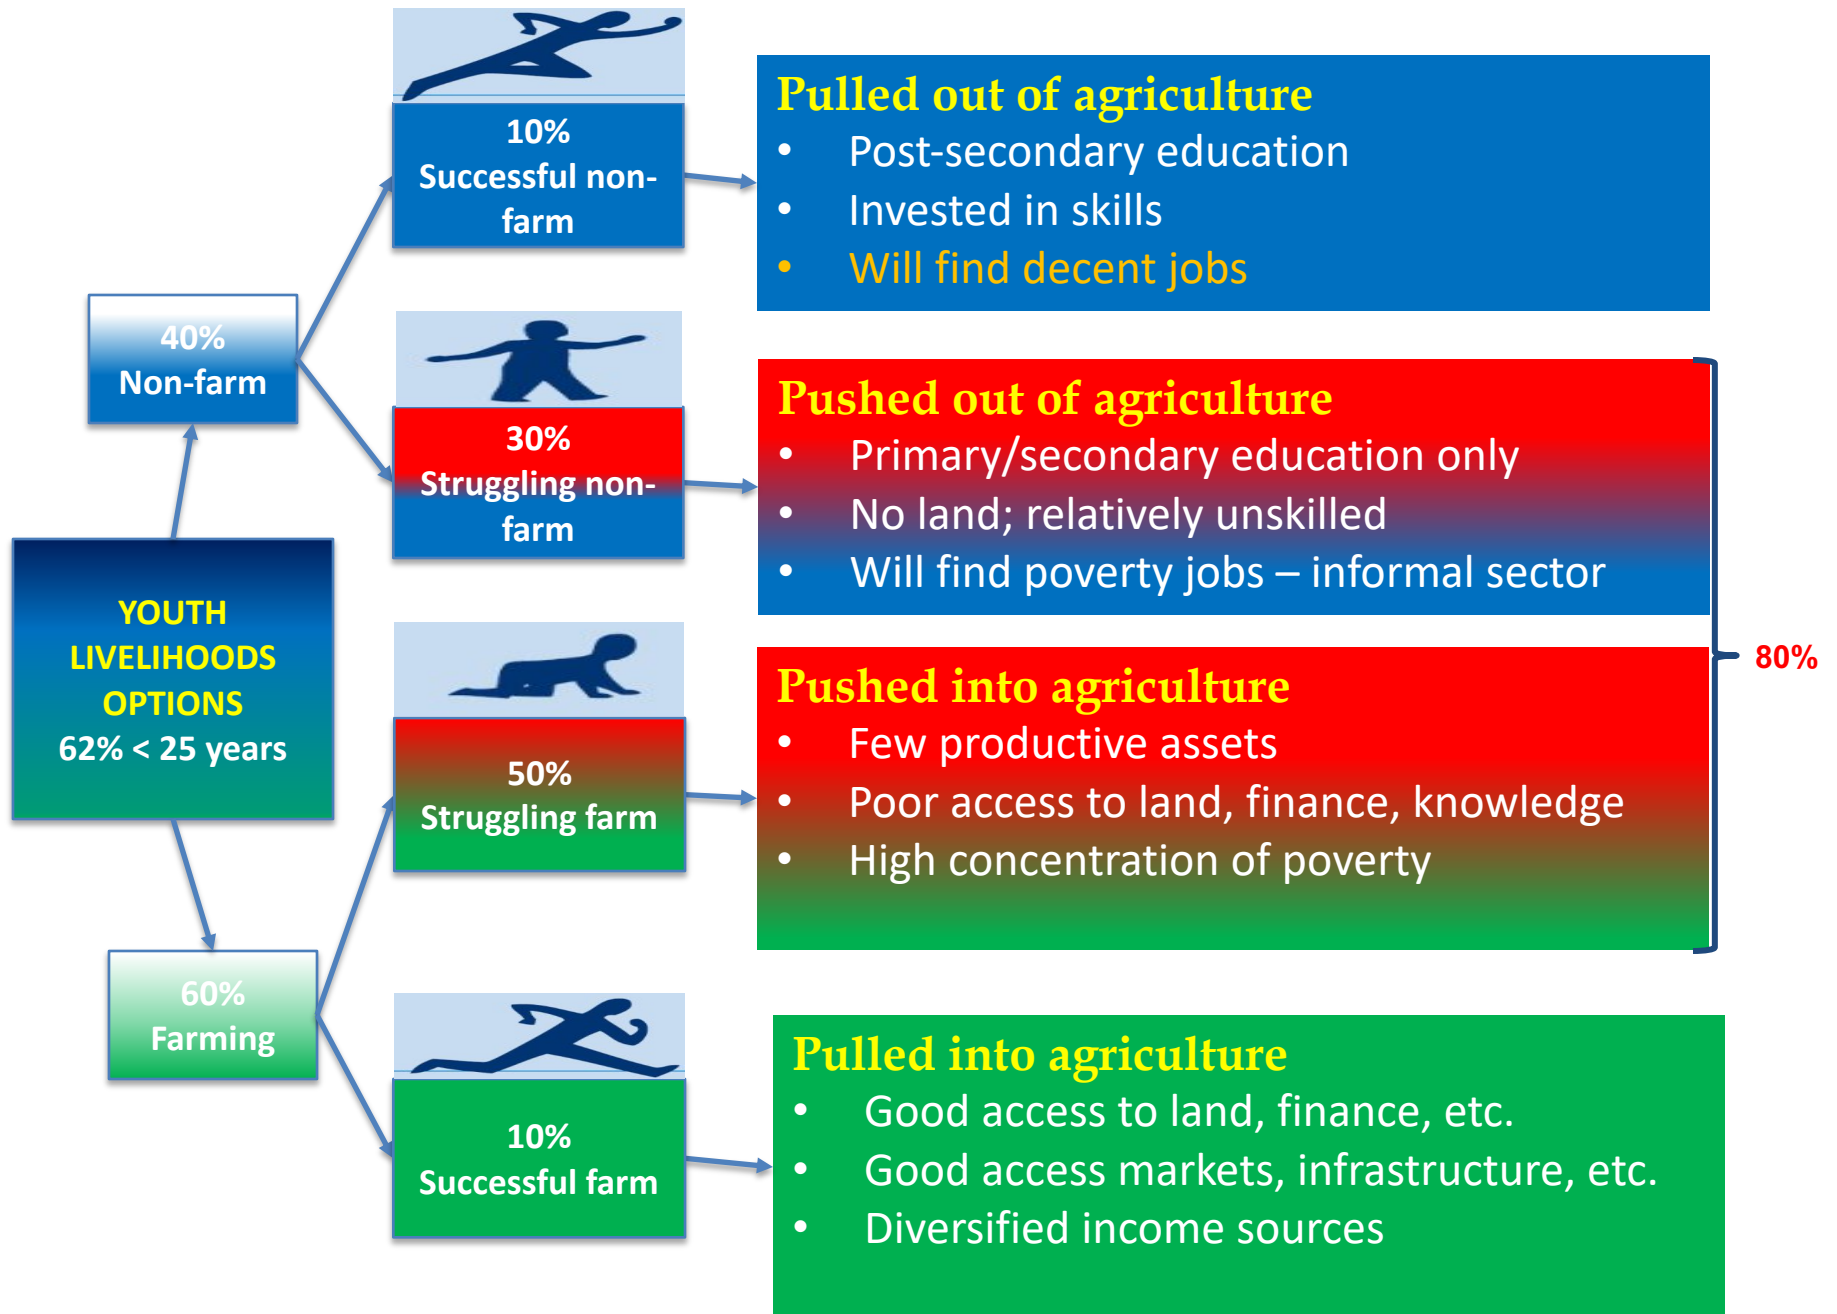 10%
Successful non-
farm
Pulled out of agriculture
• Post-secondary education
• Invested in skills
• Will find decent jobs
40%
Non-farm
30%
Struggling non-
farm
Pushed out of agriculture
• Primary/secondary education only
• No land; relatively unskilled
• Will find poverty jobs – informal sector
YOUTH
LIVELIHOODS
OPTIONS
62% < 25 years
80%
50%
Struggling farm
Pushed into agriculture
• Few productive assets
• Poor access to land, finance, knowledge
• High concentration of poverty
60%
Farming
10%
Successful farm
Pulled into agriculture
• Good access to land, finance, etc.
• Good access markets, infrastructure, etc.
• Diversified income sources